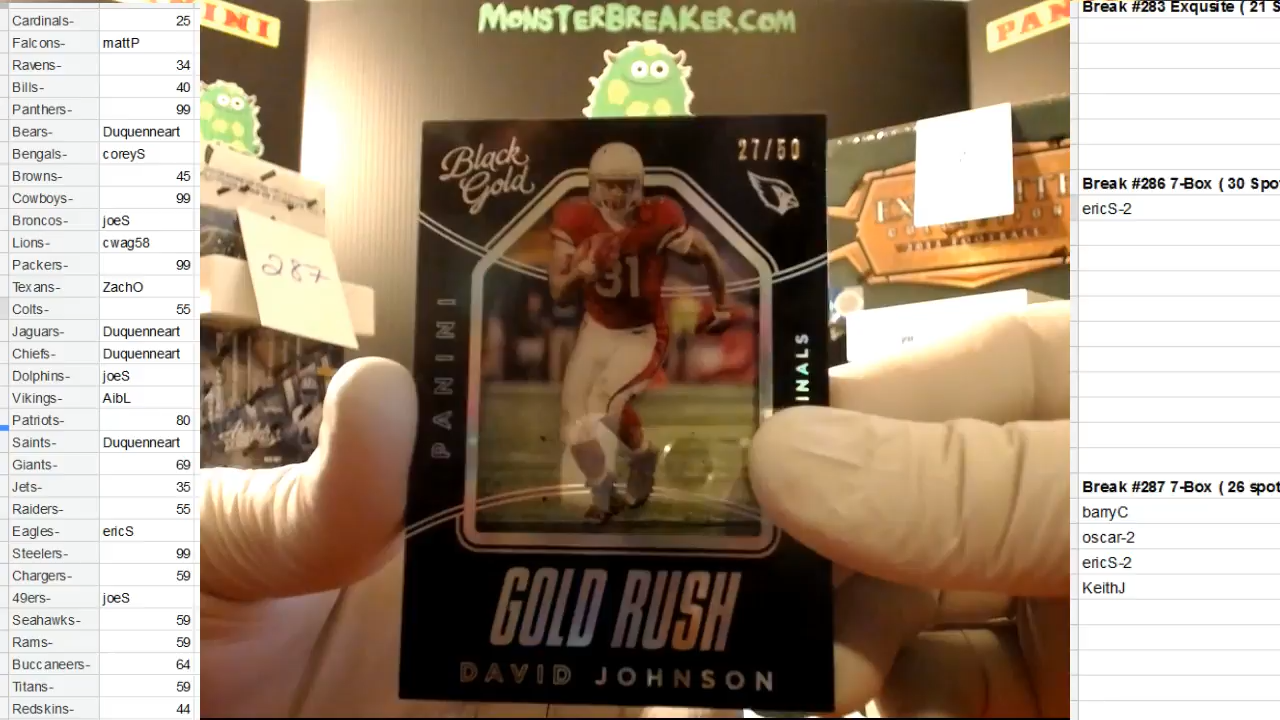 Cardinals- 25
Falcons- mattP
Ravens- 34
Bills- 40
Panthers- 99
Bears- Duquenneart
Bengals- coreyS
Browns- 45
Cowboys- 99
Broncos- joeS
Lions- cwag58
Packers- 99
Texans- ZachO
Colts- 55
Jaguars- Duquenneart
Chiefs- Duquenneart
Dolphins- joeS
Vikings- AibL
Patriots- 80
Saints- Duquenneart
Giants- 69
Jets- 35
Raiders- 55
Eagles- ericS
Steelers- 99
Chargers- 59
49ers- joeS
Seahawks- 59
Rams- 59
Buccaneers- 64
Titans- 59
Redskins- 44
MONSTERBREAKER.COM
INI
PAN
287
Black
Gold
27/50
PANINI
INALS
31
GOLD RUSH
DAVID JOHNSON
Break #283 Exqusite ( 21 S
Break #286 7-Box ( 30 Spo
ericS-2
Break #287 7-Box ( 26 spot
barryC
oscar-2
ericS-2
KeithJ